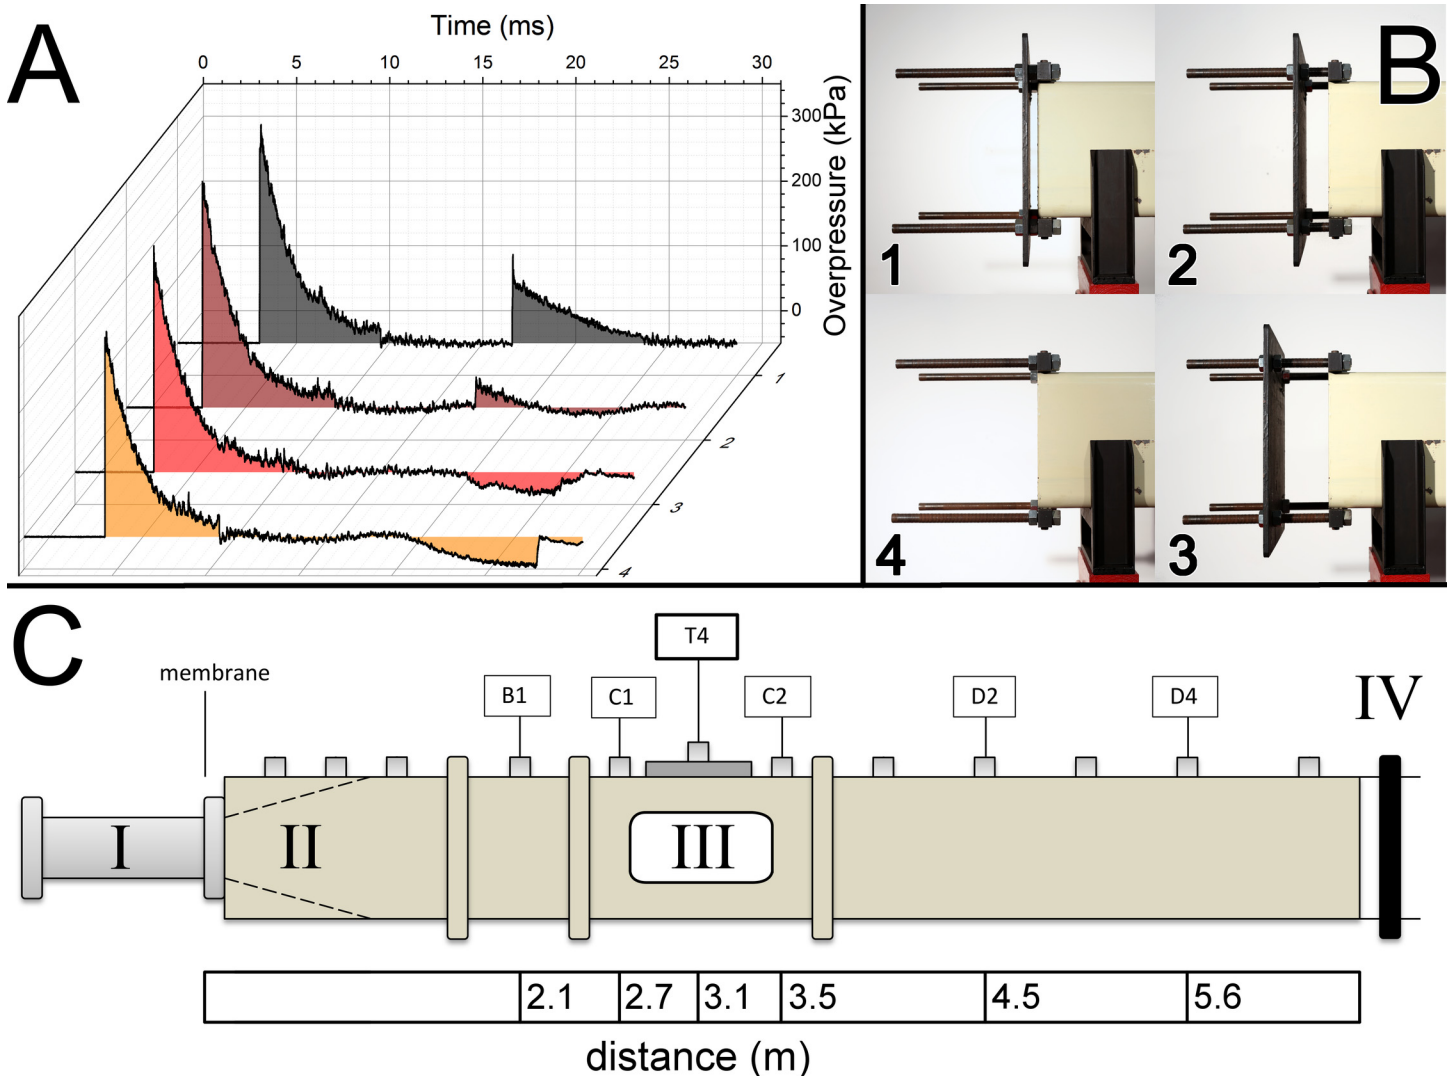 A
Time (ms)
0 5 10 15 20 25 30
300
200
100
0
Overpressure (kPa)
1
2
3
4
B
1
2
4
3
C
membrane
T4
B1
C1
C2
D2
D4
IV
I
II
III
2.1
2.7
3.1
3.5
4.5
5.6
distance (m)